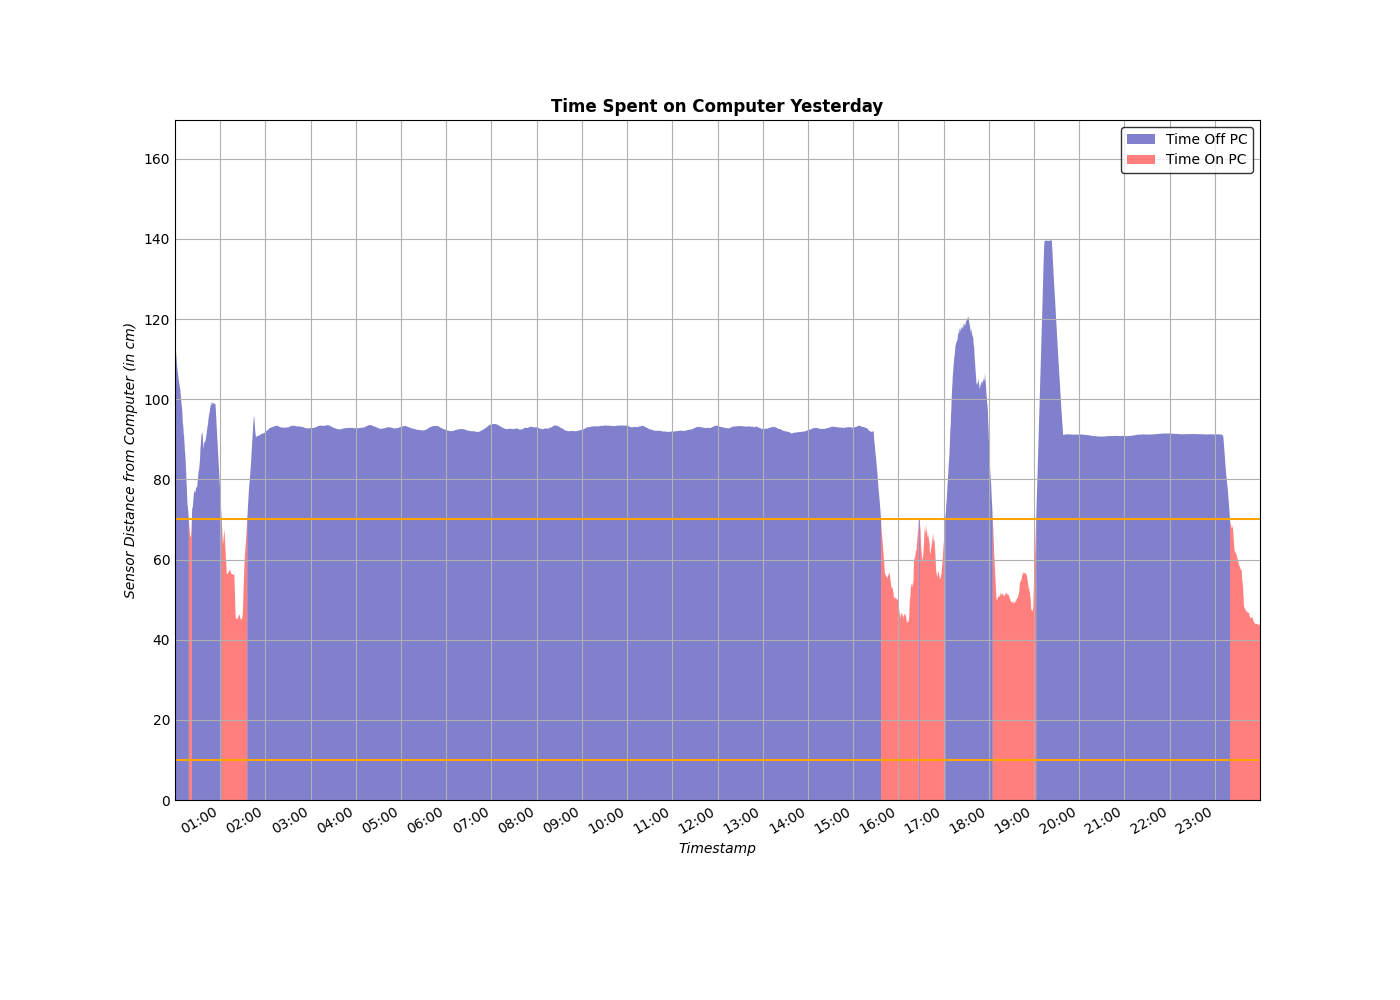 Time Spent on Computer Yesterday
Time Off PC
Time On PC
Sensor Distance from Computer (in cm)
160
140
120
100
80
60
40
20
0
01:00 02:00 03:00 04:00 05:00 06:00 07:00 08:00 09:00 10:00 11:00 12:00 13:00 14:00 15:00 16:00 17:00 18:00 19:00 20:00 21:00 22:00 23:00
Timestamp